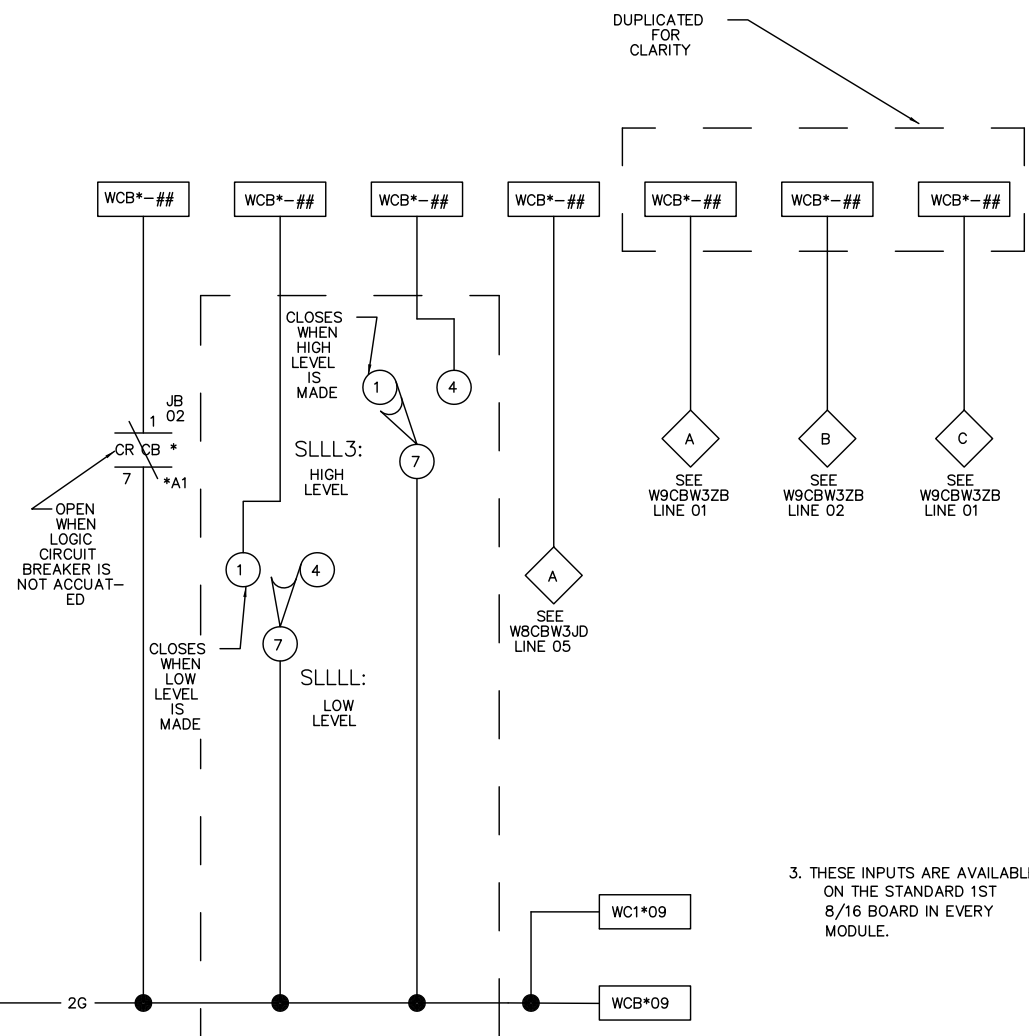 DUPLICATED
FOR
CLARITY
WCB*-##
WCB*-##
WCB*-##
WCB*-##
WCB*-##
WCB*-##
WCB*-##
CLOSES
WHEN
HIGH
LEVEL
IS
MADE
1
4
7
SLLL3:
HIGH
LEVEL
1
JB
02
CR CB *
7
*A1
OPEN
WHEN
LOGIC
CIRCUIT
BREAKER IS
NOT ACCUAT-
ED
1
4
7
CLOSES
WHEN
LOW
LEVEL
IS
MADE
SLLLL:
LOW
LEVEL
A
SEE
W8CBW3JD
LINE 05
A
SEE
W9CBW3ZB
LINE 01
B
SEE
W9CBW3ZB
LINE 02
C
SEE
W9CBW3ZB
LINE 01
3. THESE INPUTS ARE AVAILABLE
ON THE STANDARD 1ST
8/16 BOARD IN EVERY
MODULE.
WC1*09
2G
WCB*09